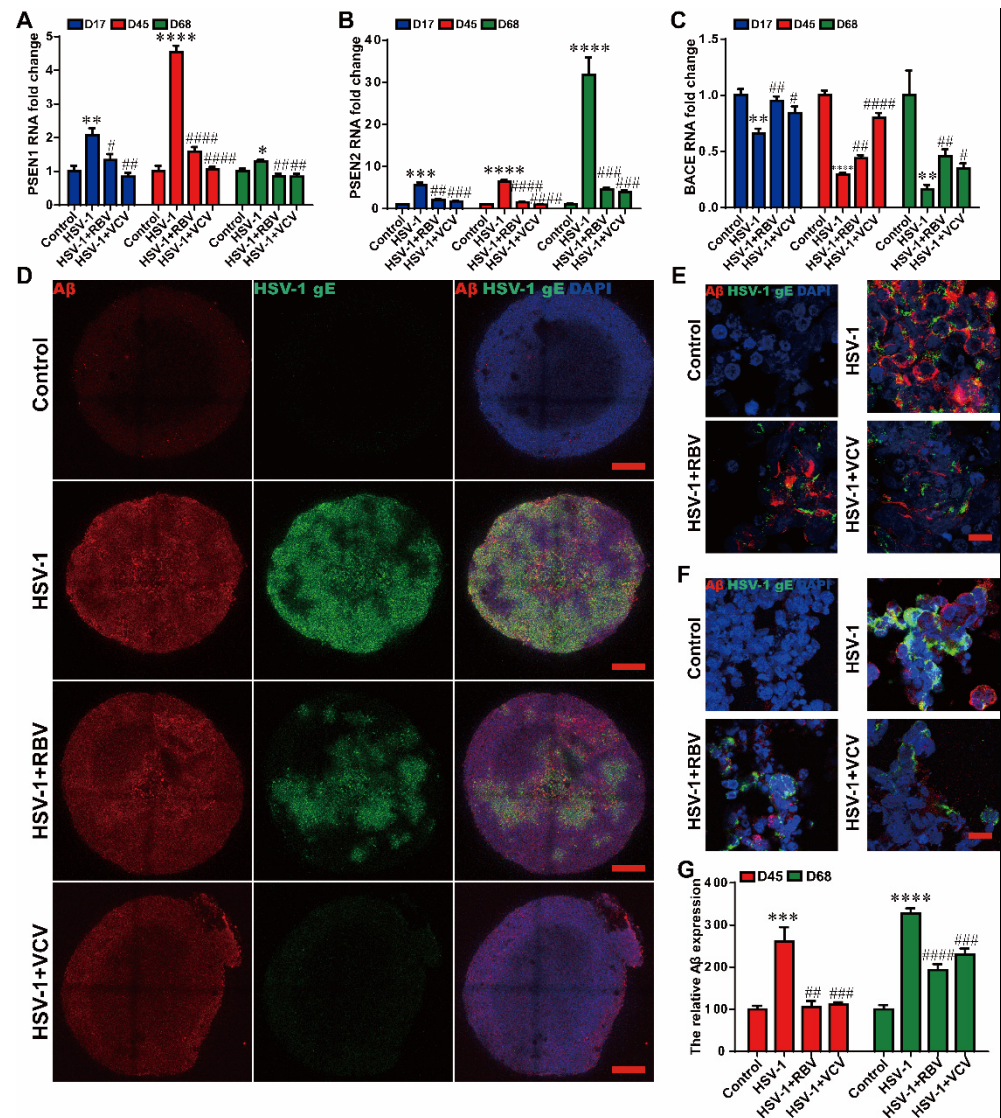 A
D17 D45 D68
PSEN1 RNA fold change
5
4
3
2
1
0
**
#
##
****
####
####
*
####
Control
HSV-1
HSV-1+RBV
HSV-1+VCV
Control
HSV-1
HSV-1+RBV
HSV-1+VCV
Control
HSV-1
HSV-1+RBV
HSV-1+VCV
B
D17 D45 D68
PSEN2 RNA fold change
40
30
20
10
0
***
##
###
****
####
####
****
###
###
Control
HSV-1
HSV-1+RBV
HSV-1+VCV
Control
HSV-1
HSV-1+RBV
HSV-1+VCV
Control
HSV-1
HSV-1+RBV
HSV-1+VCV
C
D17 D45 D68
BACE RNA fold change
1.5
1.0
0.5
0.0
**
##
#
****
##
####
**
##
#
Control
HSV-1
HSV-1+RBV
HSV-1+VCV
Control
HSV-1
HSV-1+RBV
HSV-1+VCV
Control
HSV-1
HSV-1+RBV
HSV-1+VCV
D
Aβ
HSV-1 gE
Aβ HSV-1 gE DAPI
Control
HSV-1
HSV-1+RBV
HSV-1+VCV
E
Aβ HSV-1 gE DAPI
Control
HSV-1
HSV-1+RBV
HSV-1+VCV
F
Aβ HSV-1 gE DAPI
Control
HSV-1
HSV-1+RBV
HSV-1+VCV
G
D45 D68
The relative Aβ expression
400
300
200
100
0
***
##
###
****
####
###
Control
HSV-1
HSV-1+RBV
HSV-1+VCV
Control
HSV-1
HSV-1+RBV
HSV-1+VCV